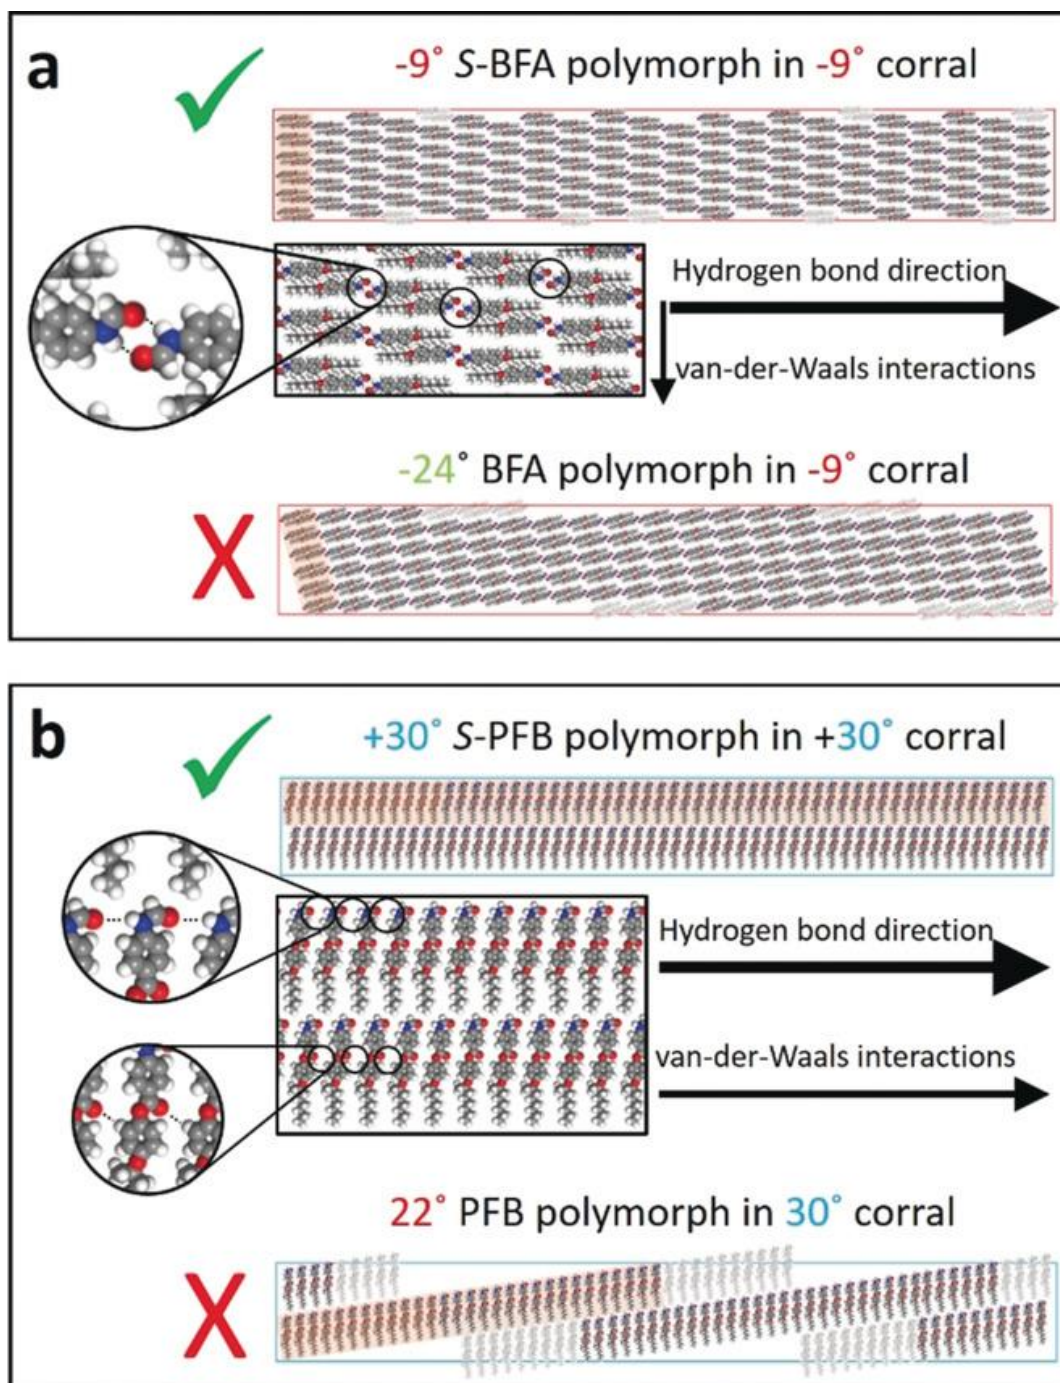 a
-9° S-BFA polymorph in -9° corral
Hydrogen bond direction
van-der-Waals interactions
-24° BFA polymorph in -9° corral
X
b
+30° S-PFB polymorph in +30° corral
Hydrogen bond direction
van-der-Waals interactions
22° PFB polymorph in 30° corral
X